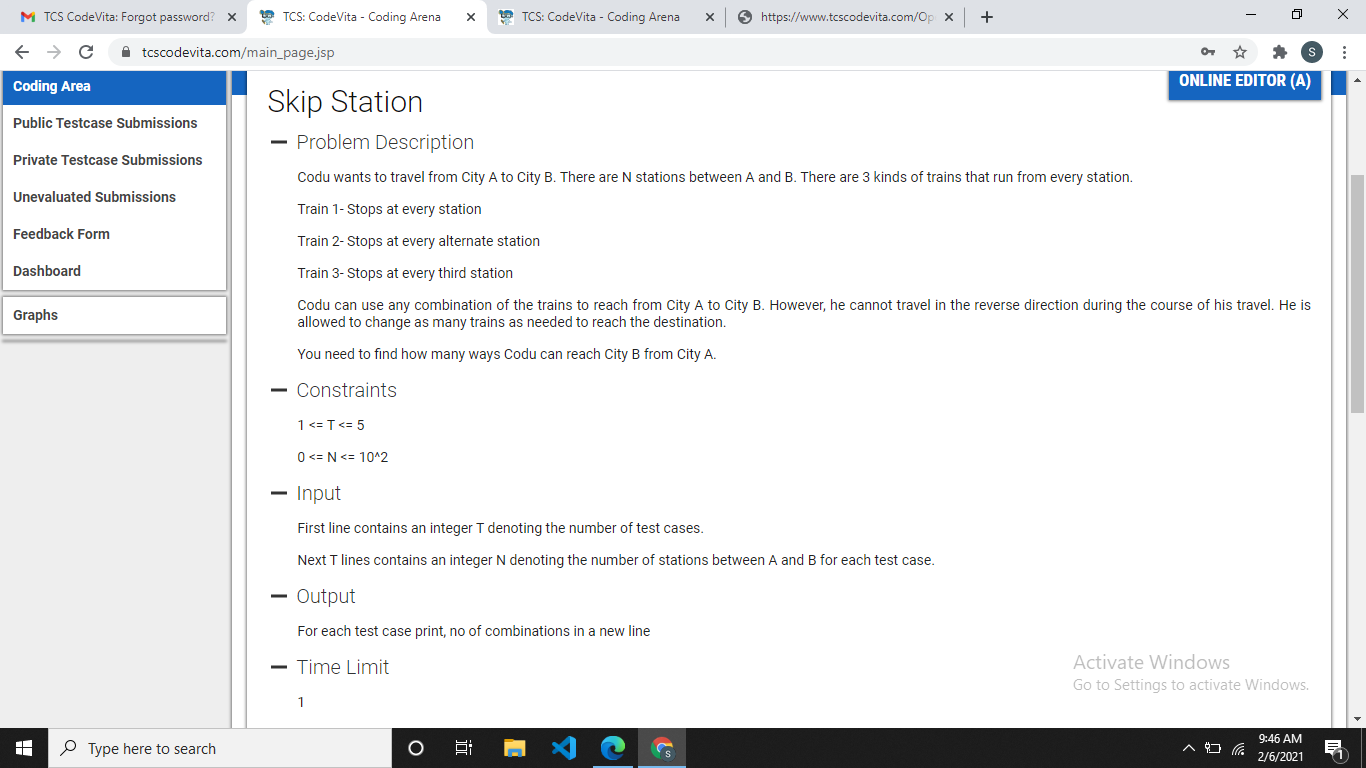 TCS CodeVita: Forgot password?
TCS: CodeVita - Coding Arena
TCS: CodeVita - Coding Arena
https://www.tcscodevita.com/Op
tcscodevita.com/main_page.jsp
S
Coding Area
Public Testcase Submissions
Private Testcase Submissions
Unevaluated Submissions
Feedback Form
Dashboard
Graphs
ONLINE EDITOR (A)
Skip Station
Problem Description
Codu wants to travel from City A to City B. There are N stations between A and B. There are 3 kinds of trains that run from every station.
Train 1- Stops at every station
Train 2- Stops at every alternate station
Train 3- Stops at every third station
Codu can use any combination of the trains to reach from City A to City B. However, he cannot travel in the reverse direction during the course of his travel. He is
allowed to change as many trains as needed to reach the destination.
You need to find how many ways Codu can reach City B from City A.
Constraints
1 <= T <= 5
0 <= N <= 10^2
Input
First line contains an integer T denoting the number of test cases.
Next T lines contains an integer N denoting the number of stations between A and B for each test case.
Output
For each test case print, no of combinations in a new line
Time Limit
1
Activate Windows
Go to Settings to activate Windows.
Type here to search
S
9:46 AM
2/6/2021
1